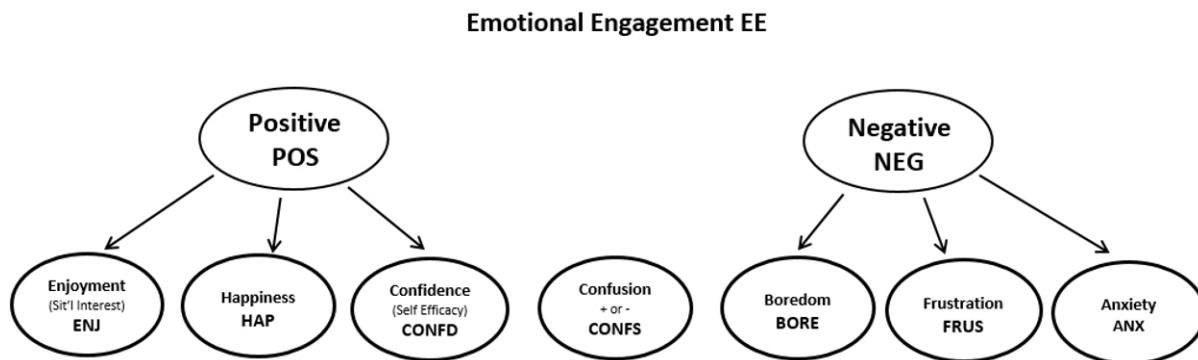 Emotional Engagement EE
Positive
POS
Negative
NEG
Enjoyment
(Sit'l Interest)
ENJ
Happiness
HAP
Confidence
(Self Efficacy)
CONFD
Confusion
+ or -
CONFS
Boredom
BORE
Frustration
FRUS
Anxiety
ANX